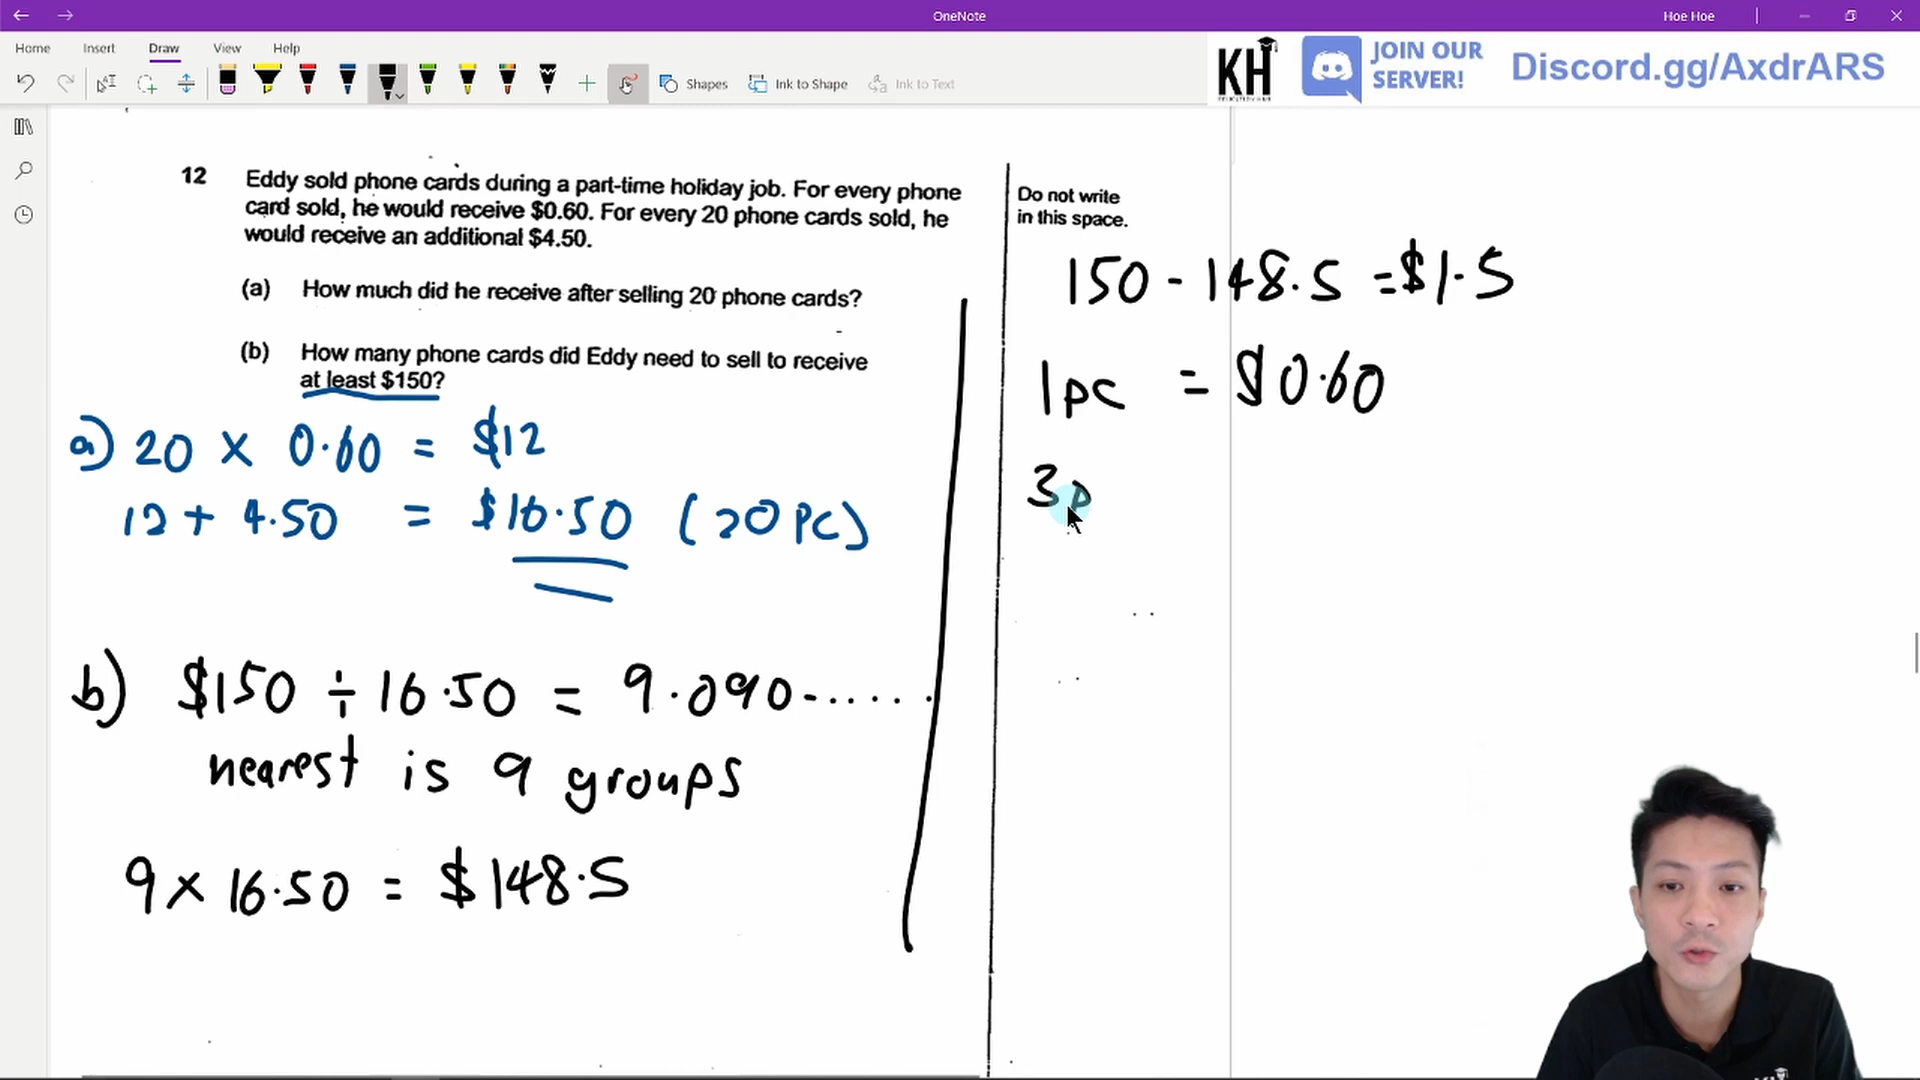 OneNote
Hoe Hoe
Home Insert Draw View Help
Shapes Ink to Shape Ink to Text
KH
JOIN OUR
SERVER!
Discord.gg/AxdrARS
12 Eddy sold phone cards during a part-time holiday job. For every phone
card sold, he would receive $0.60. For every 20 phone cards sold, he
would receive an additional $4.50.
(a) How much did he receive after selling 20 phone cards?
(b) How many phone cards did Eddy need to sell to receive
at least $150?
a) 20 × 0.60 = $12
12 + 4.50 = $16.50 (20 PC)
b) $150 ÷ 16.50 = 9.090-.....
nearest is 9 groups
9 × 16.50 = $148.5
Do not write
in this space.
150 - 148.5 = $1.5
1 pc = $0.60
3 p